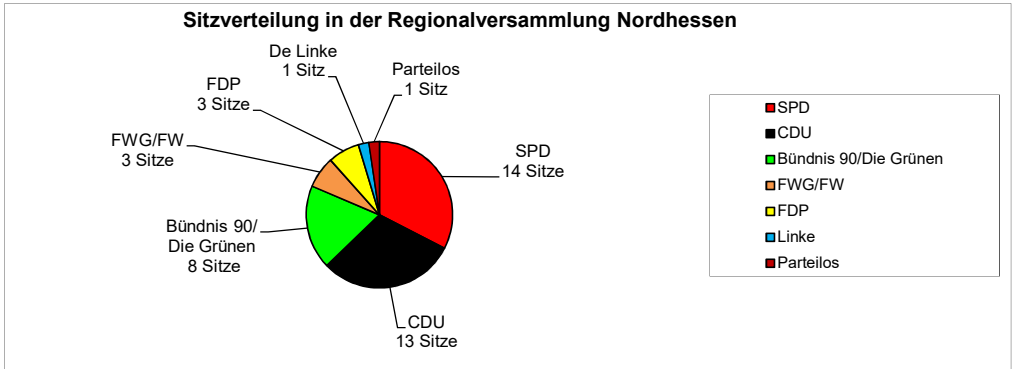 Sitzverteilung in der Regionalversammlung Nordhessen
De Linke
1 Sitz
Parteilos
1 Sitz
FDP
3 Sitze
FWG/FW
3 Sitze
SPD
14 Sitze
Bündnis 90/
Die Grünen
8 Sitze
CDU
13 Sitze
SPD
CDU
Bündnis 90/Die Grünen
FWG/FW
FDP
Linke
Parteilos